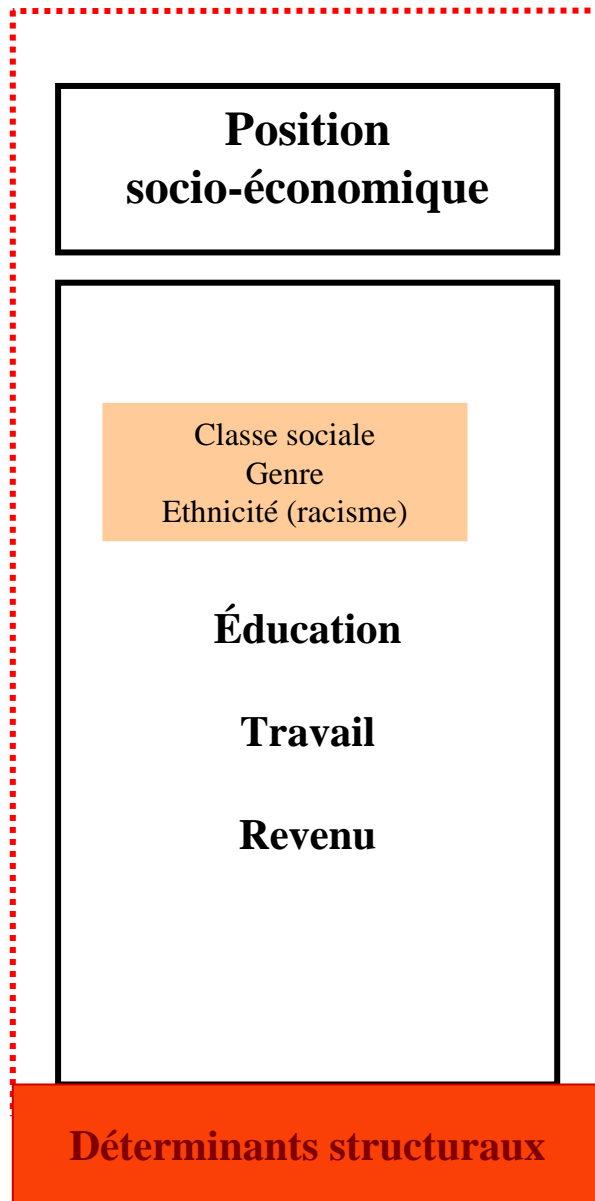 Position
socio-économique
Classe sociale
Genre
Ethnicité (racisme)
Éducation
Travail
Revenu
Déterminants structuraux